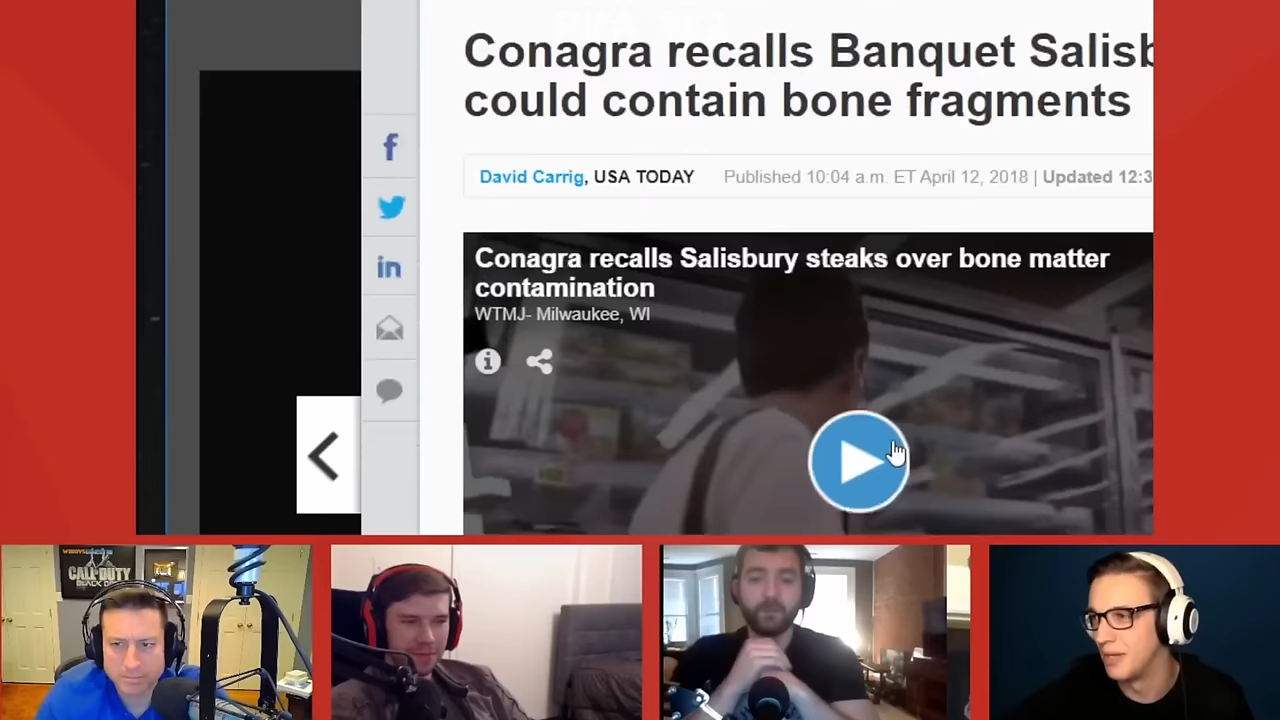 Conagra recalls Banquet Salisb
could contain bone fragments
David Carrig, USA TODAY Published 10:04 a.m. ET April 12, 2018 | Updated 12:3
Conagra recalls Salisbury steaks over bone matter
contamination
WTMJ- Milwaukee, WI
CALL OF DUTY
BLACK OPS